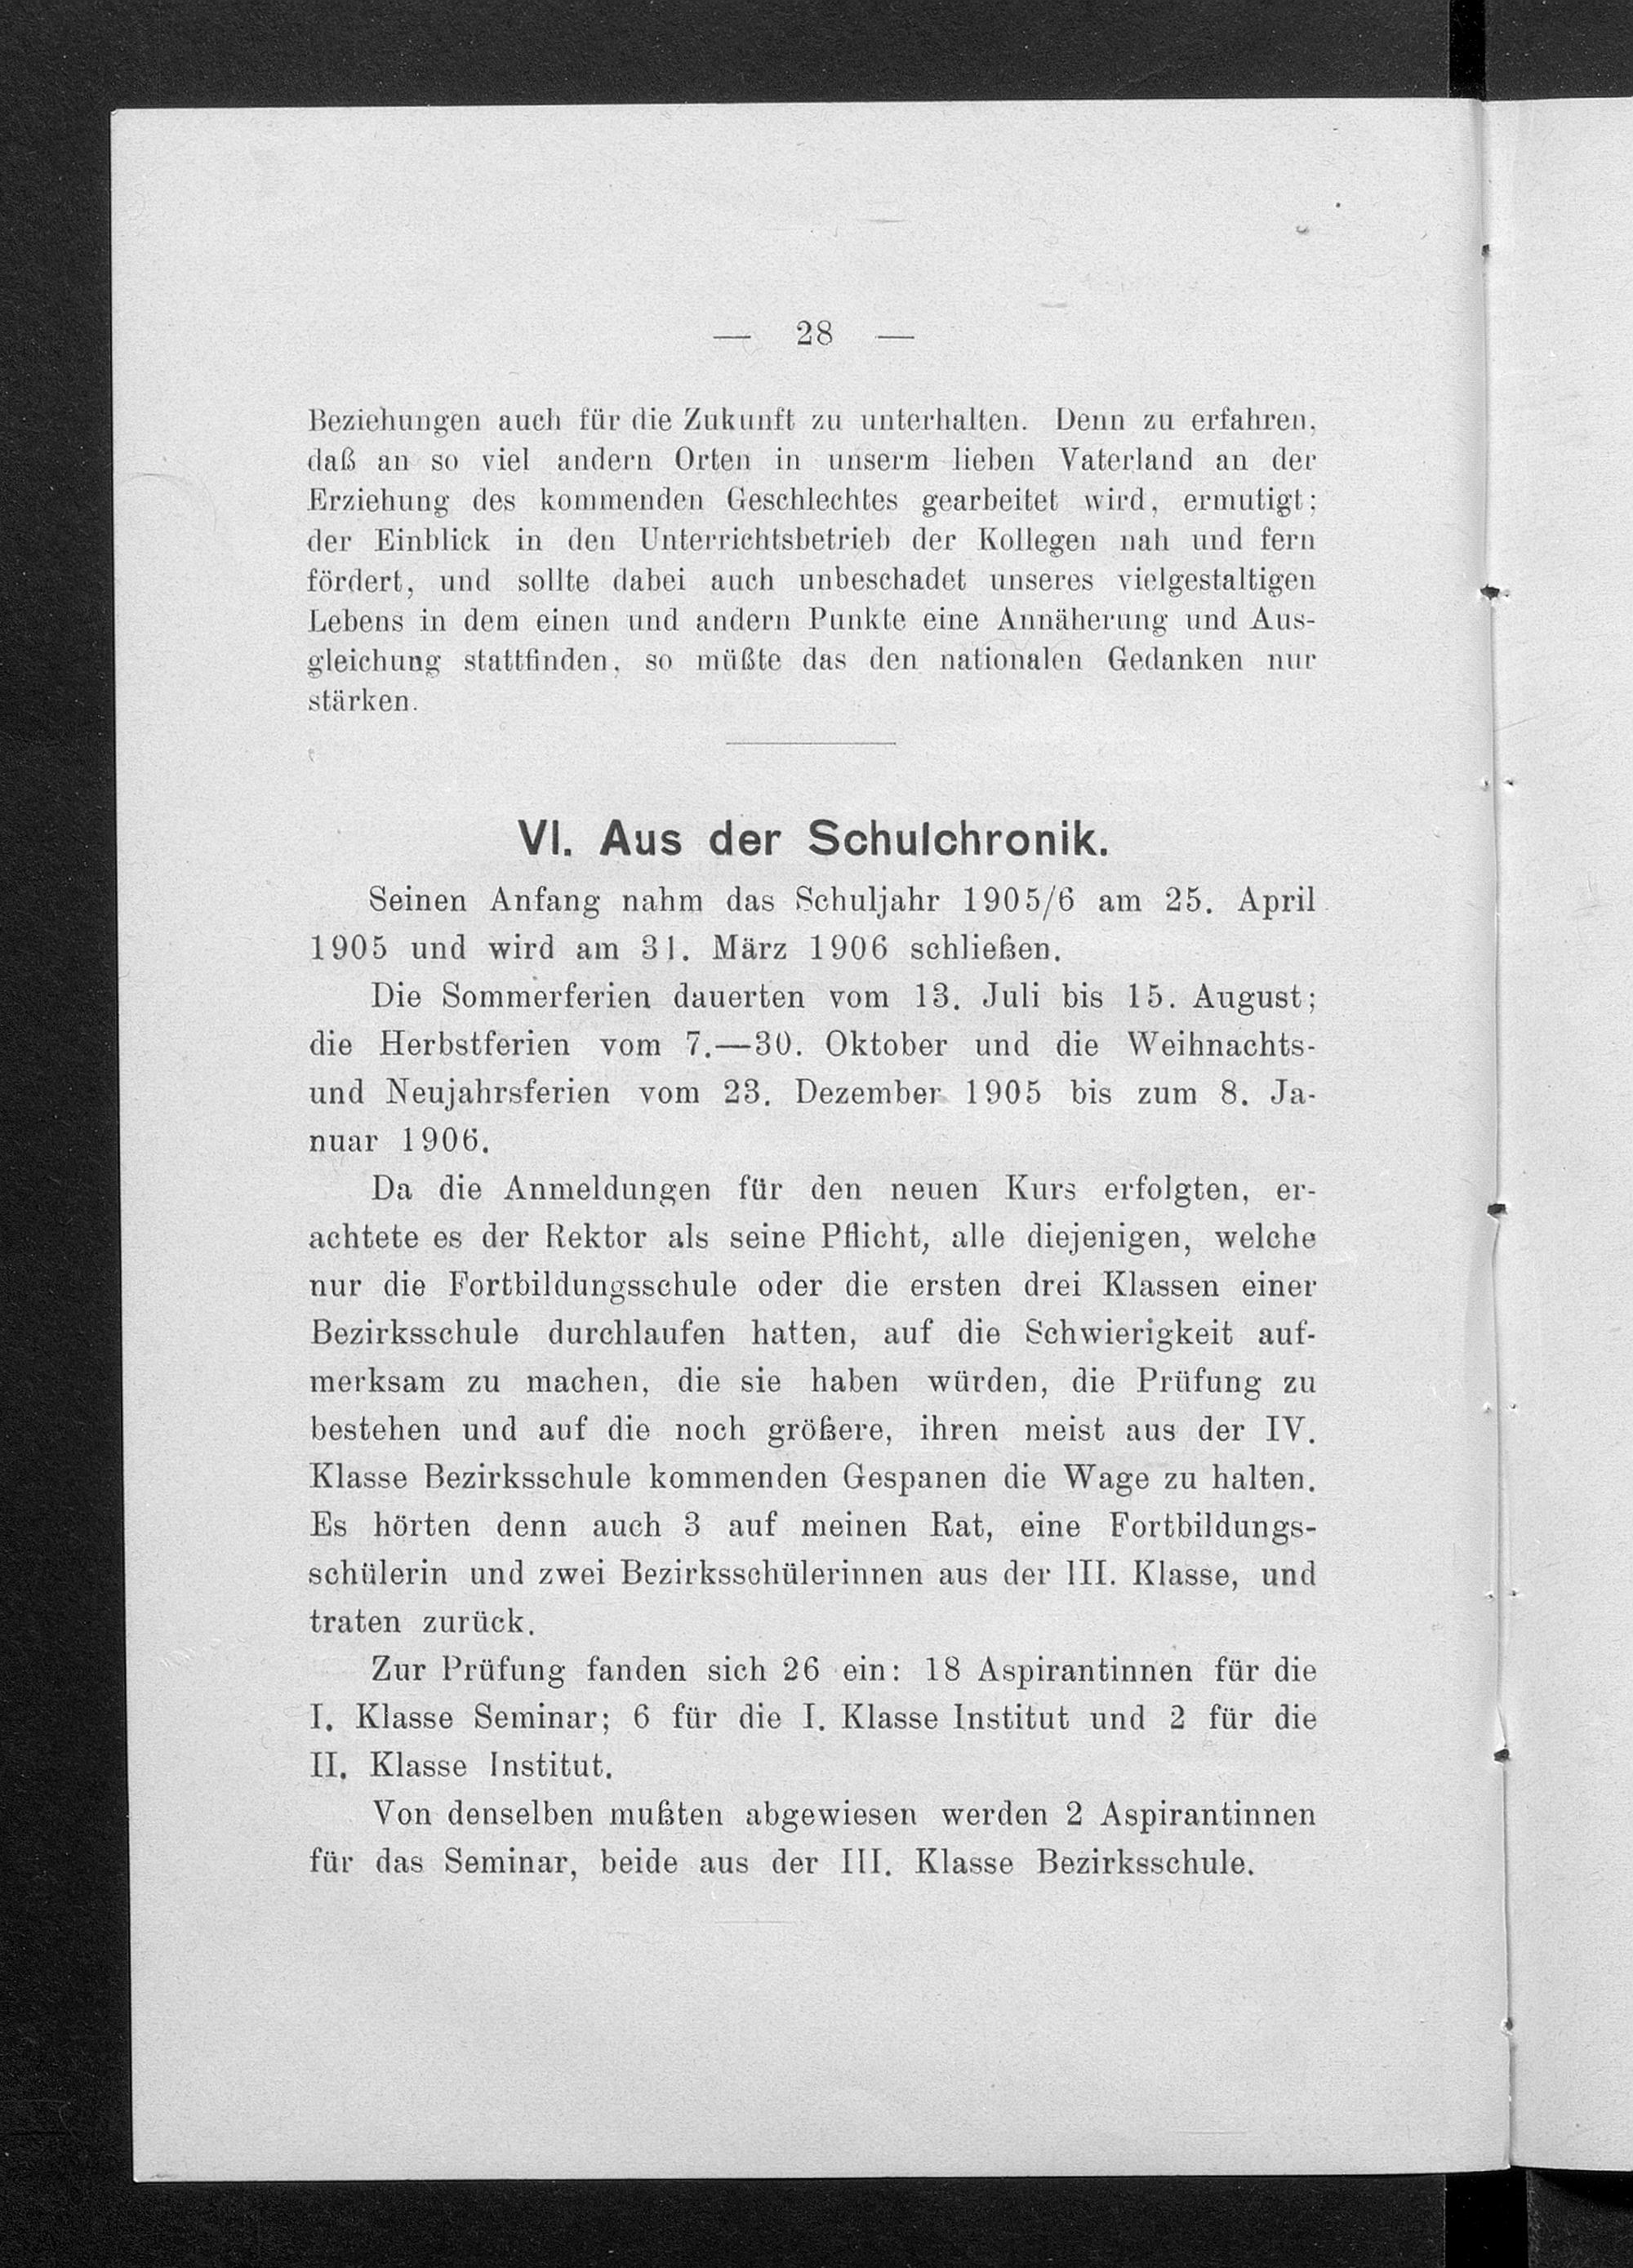 — 28 —
Beziehungen auch für die Zukunft zu unterhalten. Denn zu erfahren,
daß an so viel andern Orten in unserm lieben Vaterland an der
Erziehung des kommenden Geschlechtes gearbeitet wird, ermutigt;
der Einblick in den Unterrichtsbetrieb der Kollegen nah und fern
fördert, und sollte dabei auch unbeschadet unseres vielgestaltigen
Lebens in dem einen und andern Punkte eine Annäherung und Aus-
gleichung stattfinden, so müßte das den nationalen Gedanken nur
stärken.
VI. Aus der Schulchronik.
Seinen Anfang nahm das Schuljahr 1905/6 am 25. April
1905 und wird am 31. März 1906 schließen.
Die Sommerferien dauerten vom 13. Juli bis 15. August;
die Herbstferien vom 7.—30. Oktober und die Weihnachts-
und Neujahrsferien vom 23. Dezember 1905 bis zum 8. Ja-
nuar 1906.
Da die Anmeldungen für den neuen Kurs erfolgten, er-
achtete es der Rektor als seine Pflicht, alle diejenigen, welche
nur die Fortbildungsschule oder die ersten drei Klassen einer
Bezirksschule durchlaufen hatten, auf die Schwierigkeit auf-
merksam zu machen, die sie haben würden, die Prüfung zu
bestehen und auf die noch größere, ihren meist aus der IV.
Klasse Bezirksschule kommenden Gespanen die Wage zu halten.
Es hörten denn auch 3 auf meinen Rat, eine Fortbildungs-
schülerin und zwei Bezirksschülerinnen aus der III. Klasse, und
traten zurück.
Zur Prüfung fanden sich 26 ein: 18 Aspirantinnen für die
I. Klasse Seminar; 6 für die I. Klasse Institut und 2 für die
II. Klasse Institut.
Von denselben mußten abgewiesen werden 2 Aspirantinnen
für das Seminar, beide aus der III. Klasse Bezirksschule.